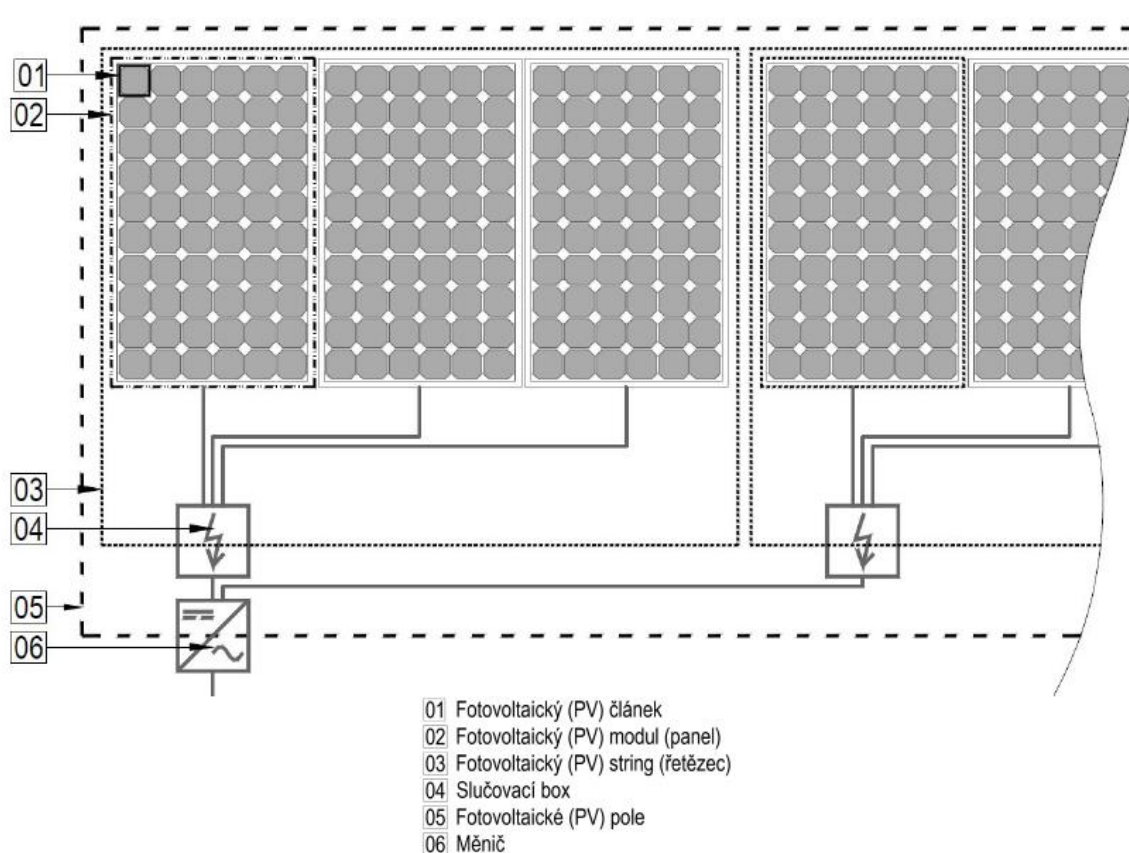 01
02
03
04
05
06
01 Fotovoltaický (PV) článek
02 Fotovoltaický (PV) modul (panel)
03 Fotovoltaický (PV) string (řetězec)
04 Slučovací box
05 Fotovoltaické (PV) pole
06 Měnič